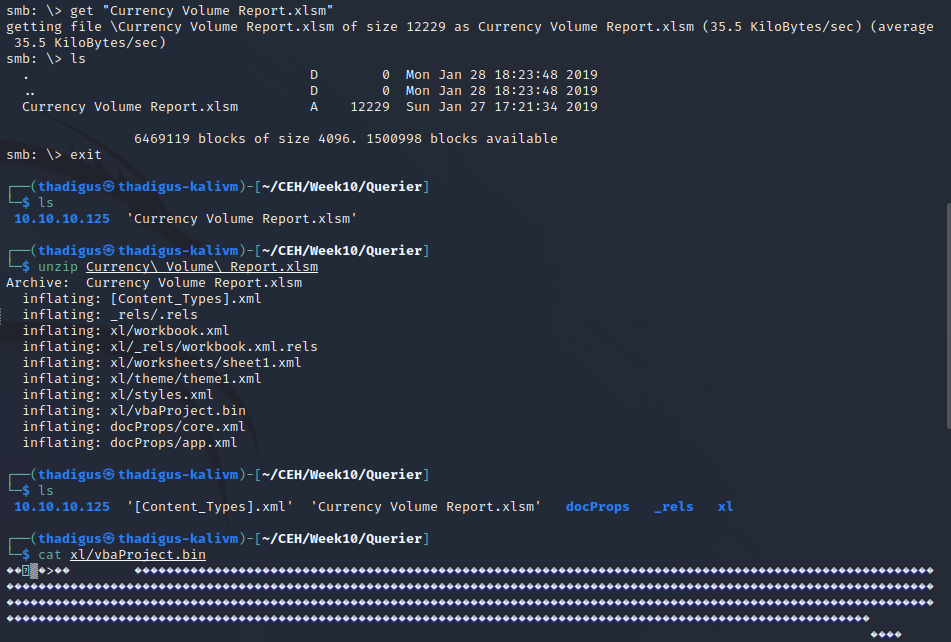 smb: \> get "Currency Volume Report.xlsm"
getting file \Currency Volume Report.xlsm of size 12229 as Currency Volume Report.xlsm (35.5 KiloBytes/sec) (average
 35.5 KiloBytes/sec)
smb: \> ls
  .                                   D        0  Mon Jan 28 18:23:48 2019
  ..                                  D        0  Mon Jan 28 18:23:48 2019
  Currency Volume Report.xlsm         A    12229  Sun Jan 27 17:21:34 2019

                6469119 blocks of size 4096. 1500998 blocks available
smb: \> exit

┌──(thadigus㉿thadigus-kalivm)-[~/CEH/Week10/Querier]
└─$ ls
 10.10.10.125  'Currency Volume Report.xlsm'

┌──(thadigus㉿thadigus-kalivm)-[~/CEH/Week10/Querier]
└─$ unzip Currency\ Volume\ Report.xlsm
Archive:  Currency Volume Report.xlsm
  inflating: [Content_Types].xml
  inflating: _rels/.rels
  inflating: xl/workbook.xml
  inflating: xl/_rels/workbook.xml.rels
  inflating: xl/worksheets/sheet1.xml
  inflating: xl/theme/theme1.xml
  inflating: xl/styles.xml
  inflating: xl/vbaProject.bin
  inflating: docProps/core.xml
  inflating: docProps/app.xml

┌──(thadigus㉿thadigus-kalivm)-[~/CEH/Week10/Querier]
└─$ ls
 10.10.10.125  '[Content_Types].xml'  'Currency Volume Report.xlsm'   docProps   _rels   xl

┌──(thadigus㉿thadigus-kalivm)-[~/CEH/Week10/Querier]
└─$ cat xl/vbaProject.bin